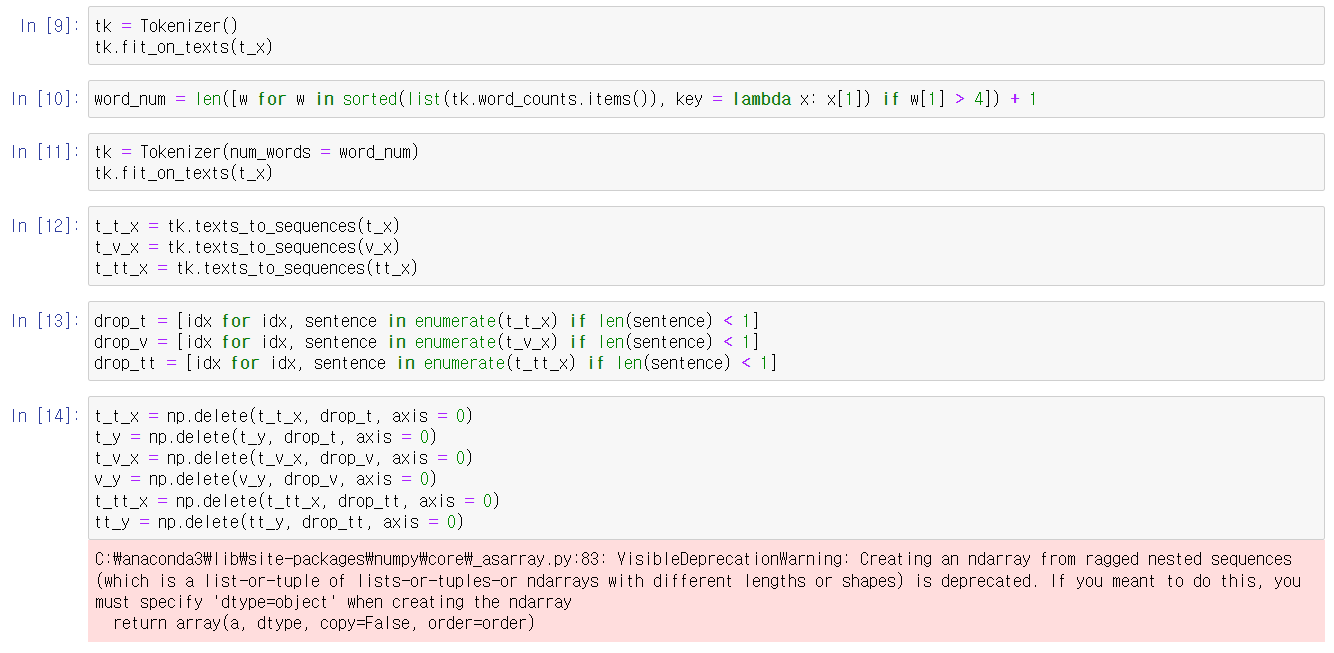 In [9]: tk = Tokenizer()
tk.fit_on_texts(t_x)
In [10]: word_num = len([w for w in sorted(list(tk.word_counts.items()), key = lambda x: x[1]) if w[1] > 4]) + 1
In [11]: tk = Tokenizer(num_words = word_num)
tk.fit_on_texts(t_x)
In [12]: t_t_x = tk.texts_to_sequences(t_x)
t_v_x = tk.texts_to_sequences(v_x)
t_tt_x = tk.texts_to_sequences(tt_x)
In [13]: drop_t = [idx for idx, sentence in enumerate(t_t_x) if len(sentence) < 1]
drop_v = [idx for idx, sentence in enumerate(t_v_x) if len(sentence) < 1]
drop_tt = [idx for idx, sentence in enumerate(t_tt_x) if len(sentence) < 1]
In [14]: t_t_x = np.delete(t_t_x, drop_t, axis = 0)
t_y = np.delete(t_y, drop_t, axis = 0)
t_v_x = np.delete(t_v_x, drop_v, axis = 0)
v_y = np.delete(v_y, drop_v, axis = 0)
t_tt_x = np.delete(t_tt_x, drop_tt, axis = 0)
tt_y = np.delete(tt_y, drop_tt, axis = 0)
C:₩anaconda3₩lib₩site-packages₩numpy₩core₩_asarray.py:83: VisibleDeprecationWarning: Creating an ndarray from ragged nested sequences
(which is a list-or-tuple of lists-or-tuples-or ndarrays with different lengths or shapes) is deprecated. If you meant to do this, you
must specify 'dtype=object' when creating the ndarray
return array(a, dtype, copy=False, order=order)